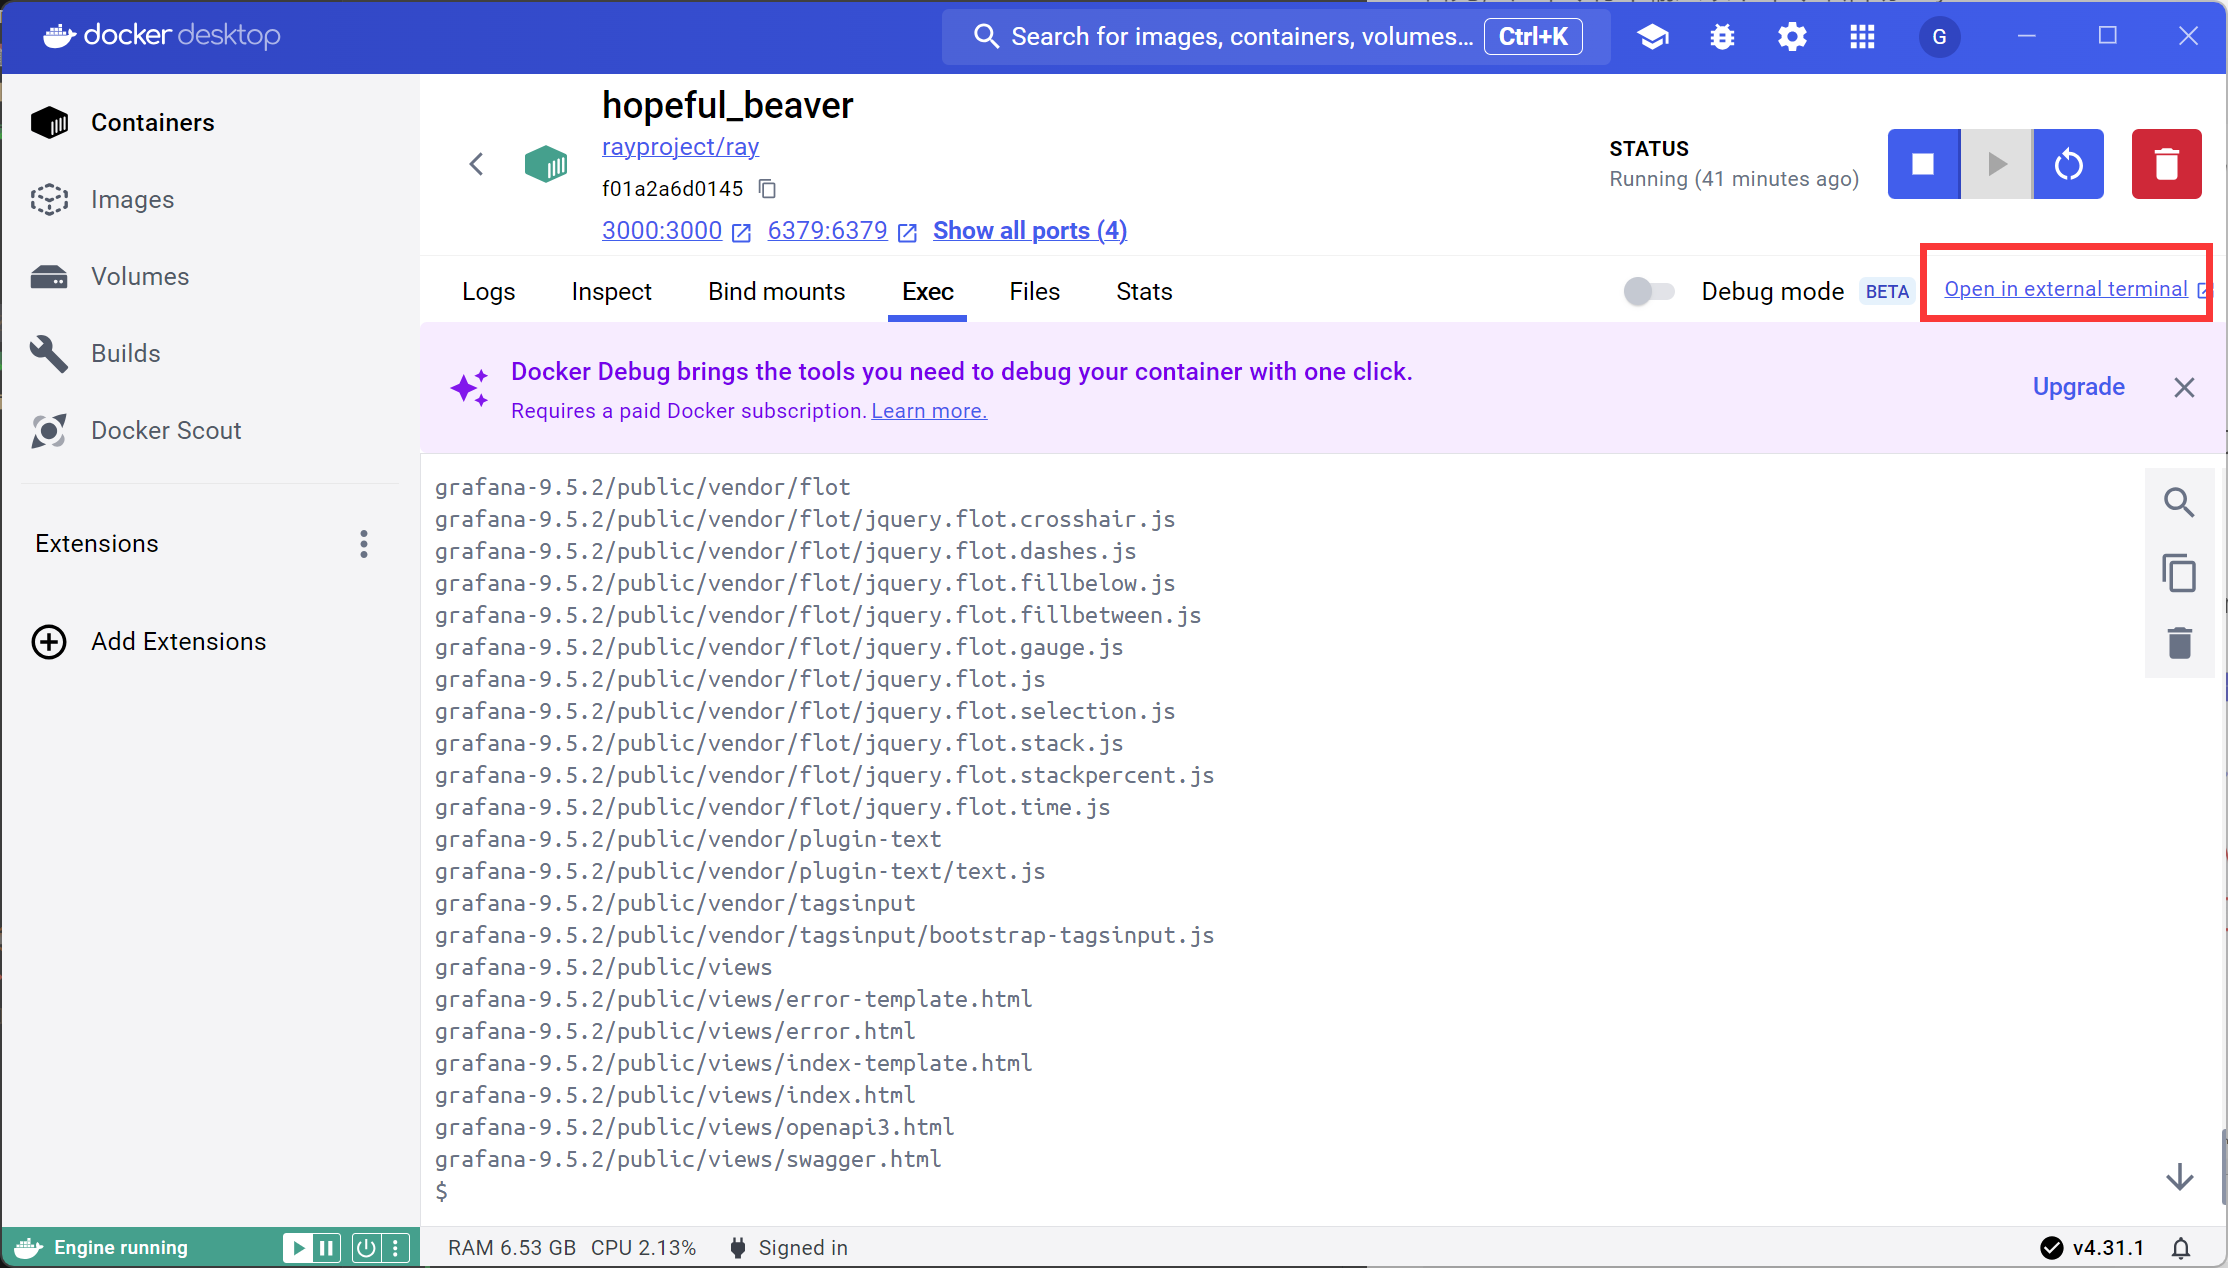 docker desktop
Search for images, containers, volumes... Ctrl+K
G
Containers
Images
Volumes
Builds
Docker Scout
Extensions
Add Extensions
hopeful_beaver
rayproject/ray
f01a2a6d0145
3000:3000 6379:6379 Show all ports (4)
STATUS
Running (41 minutes ago)
Logs Inspect Bind mounts Exec Files Stats Debug mode BETA Open in external terminal
Docker Debug brings the tools you need to debug your container with one click.
Requires a paid Docker subscription. Learn more.
Upgrade
grafana-9.5.2/public/vendor/flot
grafana-9.5.2/public/vendor/flot/jquery.flot.crosshair.js
grafana-9.5.2/public/vendor/flot/jquery.flot.dashes.js
grafana-9.5.2/public/vendor/flot/jquery.flot.fillbelow.js
grafana-9.5.2/public/vendor/flot/jquery.flot.fillbetween.js
grafana-9.5.2/public/vendor/flot/jquery.flot.gauge.js
grafana-9.5.2/public/vendor/flot/jquery.flot.js
grafana-9.5.2/public/vendor/flot/jquery.flot.selection.js
grafana-9.5.2/public/vendor/flot/jquery.flot.stack.js
grafana-9.5.2/public/vendor/flot/jquery.flot.stackpercent.js
grafana-9.5.2/public/vendor/flot/jquery.flot.time.js
grafana-9.5.2/public/vendor/plugin-text
grafana-9.5.2/public/vendor/plugin-text/text.js
grafana-9.5.2/public/vendor/tagsinput
grafana-9.5.2/public/vendor/tagsinput/bootstrap-tagsinput.js
grafana-9.5.2/public/views
grafana-9.5.2/public/views/error-template.html
grafana-9.5.2/public/views/error.html
grafana-9.5.2/public/views/index-template.html
grafana-9.5.2/public/views/index.html
grafana-9.5.2/public/views/openapi3.html
grafana-9.5.2/public/views/swagger.html
$
Engine running
RAM 6.53 GB CPU 2.13% Signed in
v4.31.1